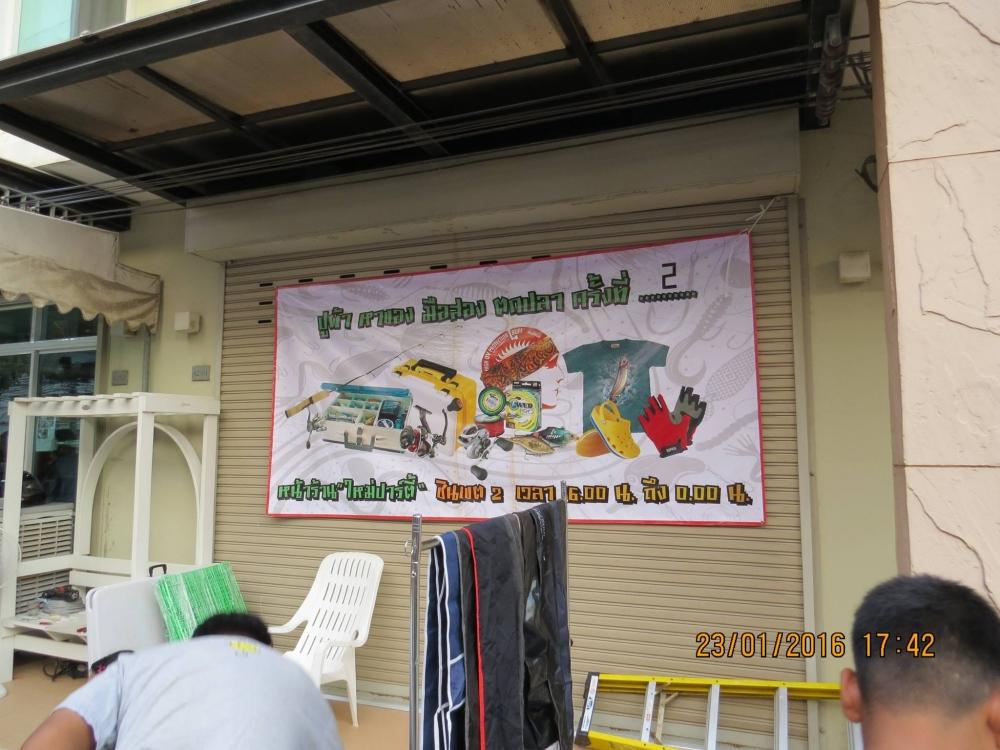 ปูผ้า หาของ มือสอง ตกปลา ครั้งที่ 2
หน้าร้าน"ใหม่ปาร์ตี้" ชินเขต 2 เวลา 6.00 น. ถึง 0.00 น.
23/01/2016 17:42